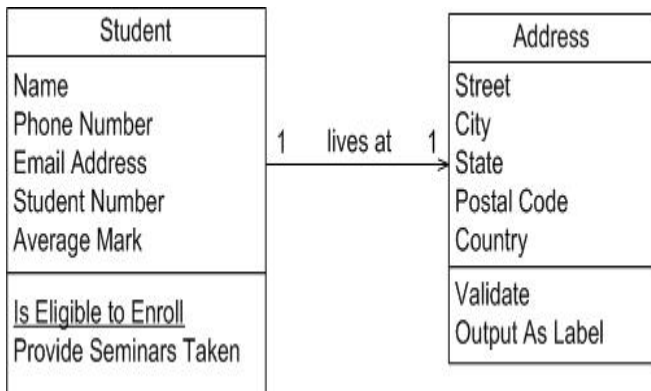 Student
Name
Phone Number
Email Address
Student Number
Average Mark
Is Eligible to Enroll
Provide Seminars Taken
1 lives at 1
Address
Street
City
State
Postal Code
Country
Validate
Output As Label